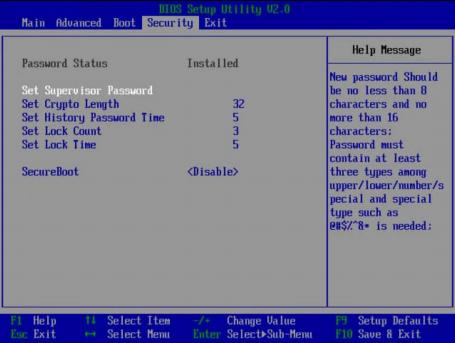 BIOS Setup Utility V2.0
Main Advanced Boot Security Exit
Password Status Installed
Set Supervisor Password
Set Crypto Length 32
Set History Password Time 5
Set Lock Count 3
Set Lock Time 5
SecureBoot <Disable>
Help Message
New password Should
be no less than 8
characters and no
more than 16
characters;
Password must
contain at least
three types among
upper/lower/number/s
pecial and special
type such as
@#$%^&* is needed;
F1 Help ↑↓ Select Item -/+ Change Value F9 Setup Defaults
Esc Exit ↔ Select Menu Enter Select▶Sub-Menu F10 Save & Exit